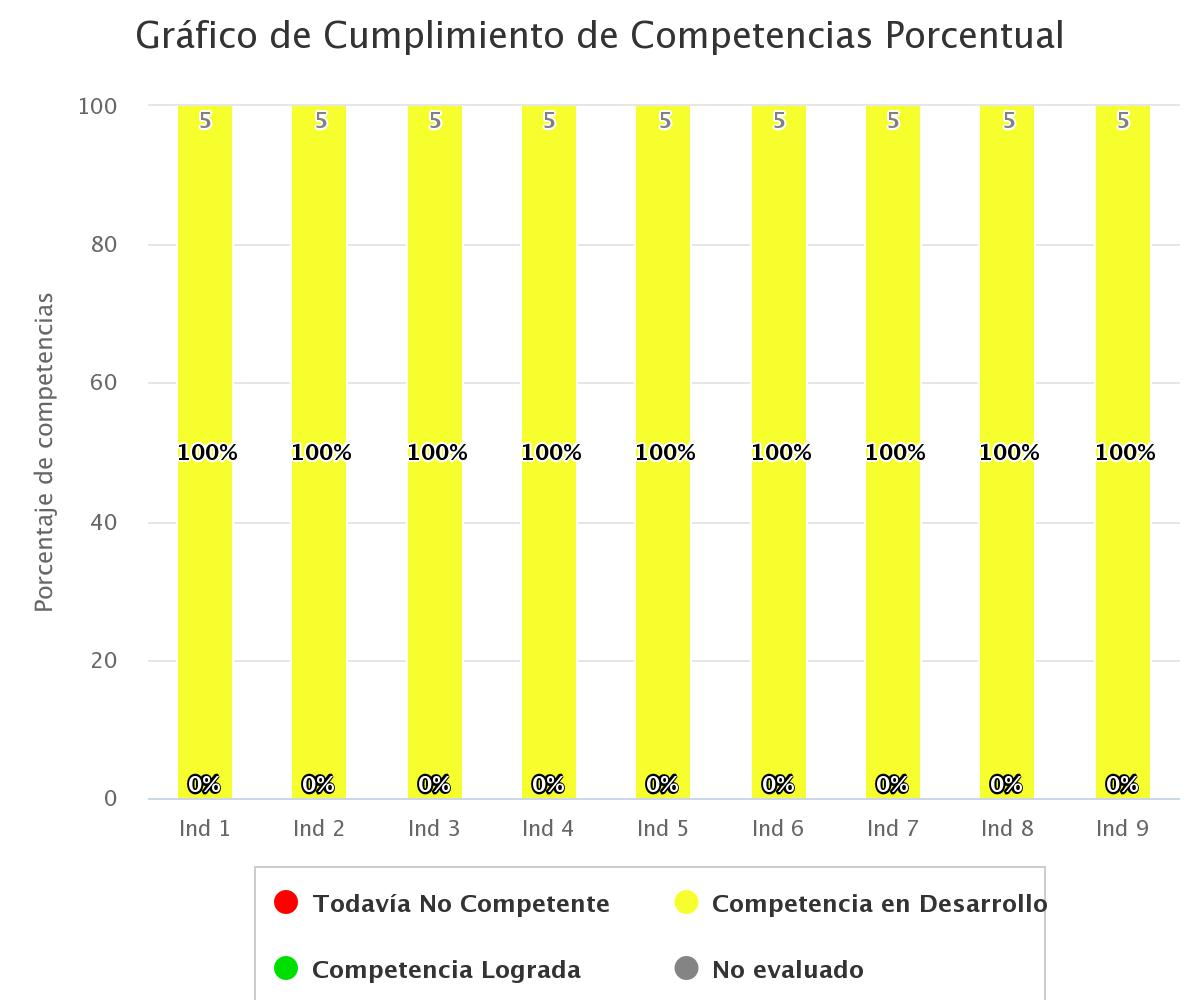 Gráfico de Cumplimiento de Competencias Porcentual
100
5 5 5 5 5 5 5 5 5
80
60
Porcentaje de competencias
100% 100% 100% 100% 100% 100% 100% 100% 100%
40
20
0% 0% 0% 0% 0% 0% 0% 0% 0%
0
Ind 1 Ind 2 Ind 3 Ind 4 Ind 5 Ind 6 Ind 7 Ind 8 Ind 9
Todavía No Competente Competencia en Desarrollo
Competencia Lograda No evaluado